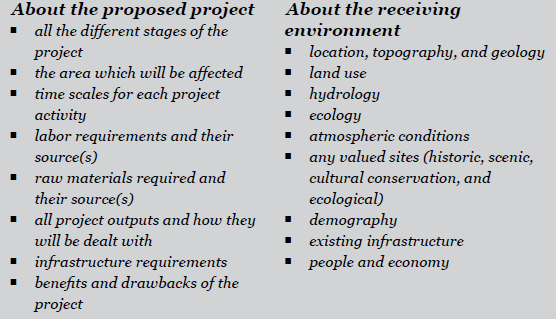 About the proposed project
▪ all the different stages of the
project
▪ the area which will be affected
▪ time scales for each project
activity
▪ labor requirements and their
source(s)
▪ raw materials required and
their source(s)
▪ all project outputs and how they
will be dealt with
▪ infrastructure requirements
▪ benefits and drawbacks of the
project
About the receiving
environment
▪ location, topography, and geology
▪ land use
▪ hydrology
▪ ecology
▪ atmospheric conditions
▪ any valued sites (historic, scenic,
cultural conservation, and
ecological)
▪ demography
▪ existing infrastructure
▪ people and economy